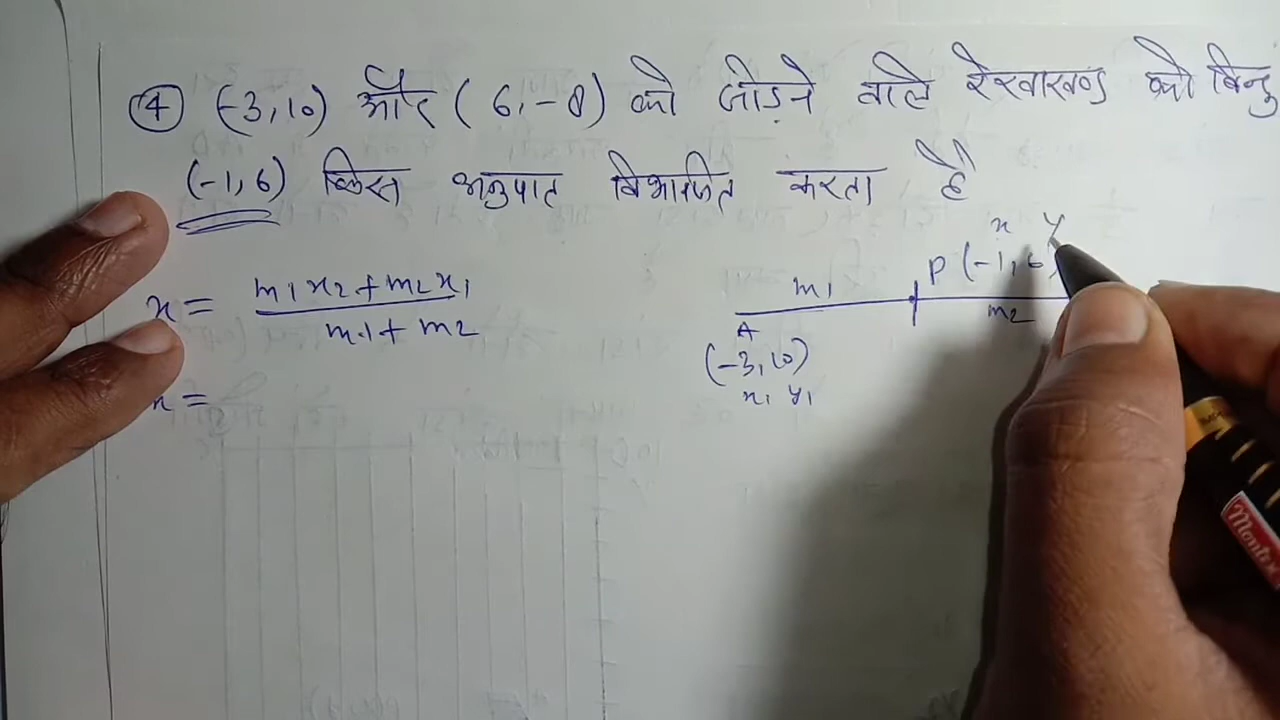 ④ (-3,10) और (6,-8) को जोड़ने वाले रेखाखण्ड को बिन्दु
(-1,6) किस अनुपात विभाजित करता है
x = m1x2+m2x1 / m1+m2
x =
x y
P (-1,6)
m1 m2
A
(-3,10)
x1 y1
Montex